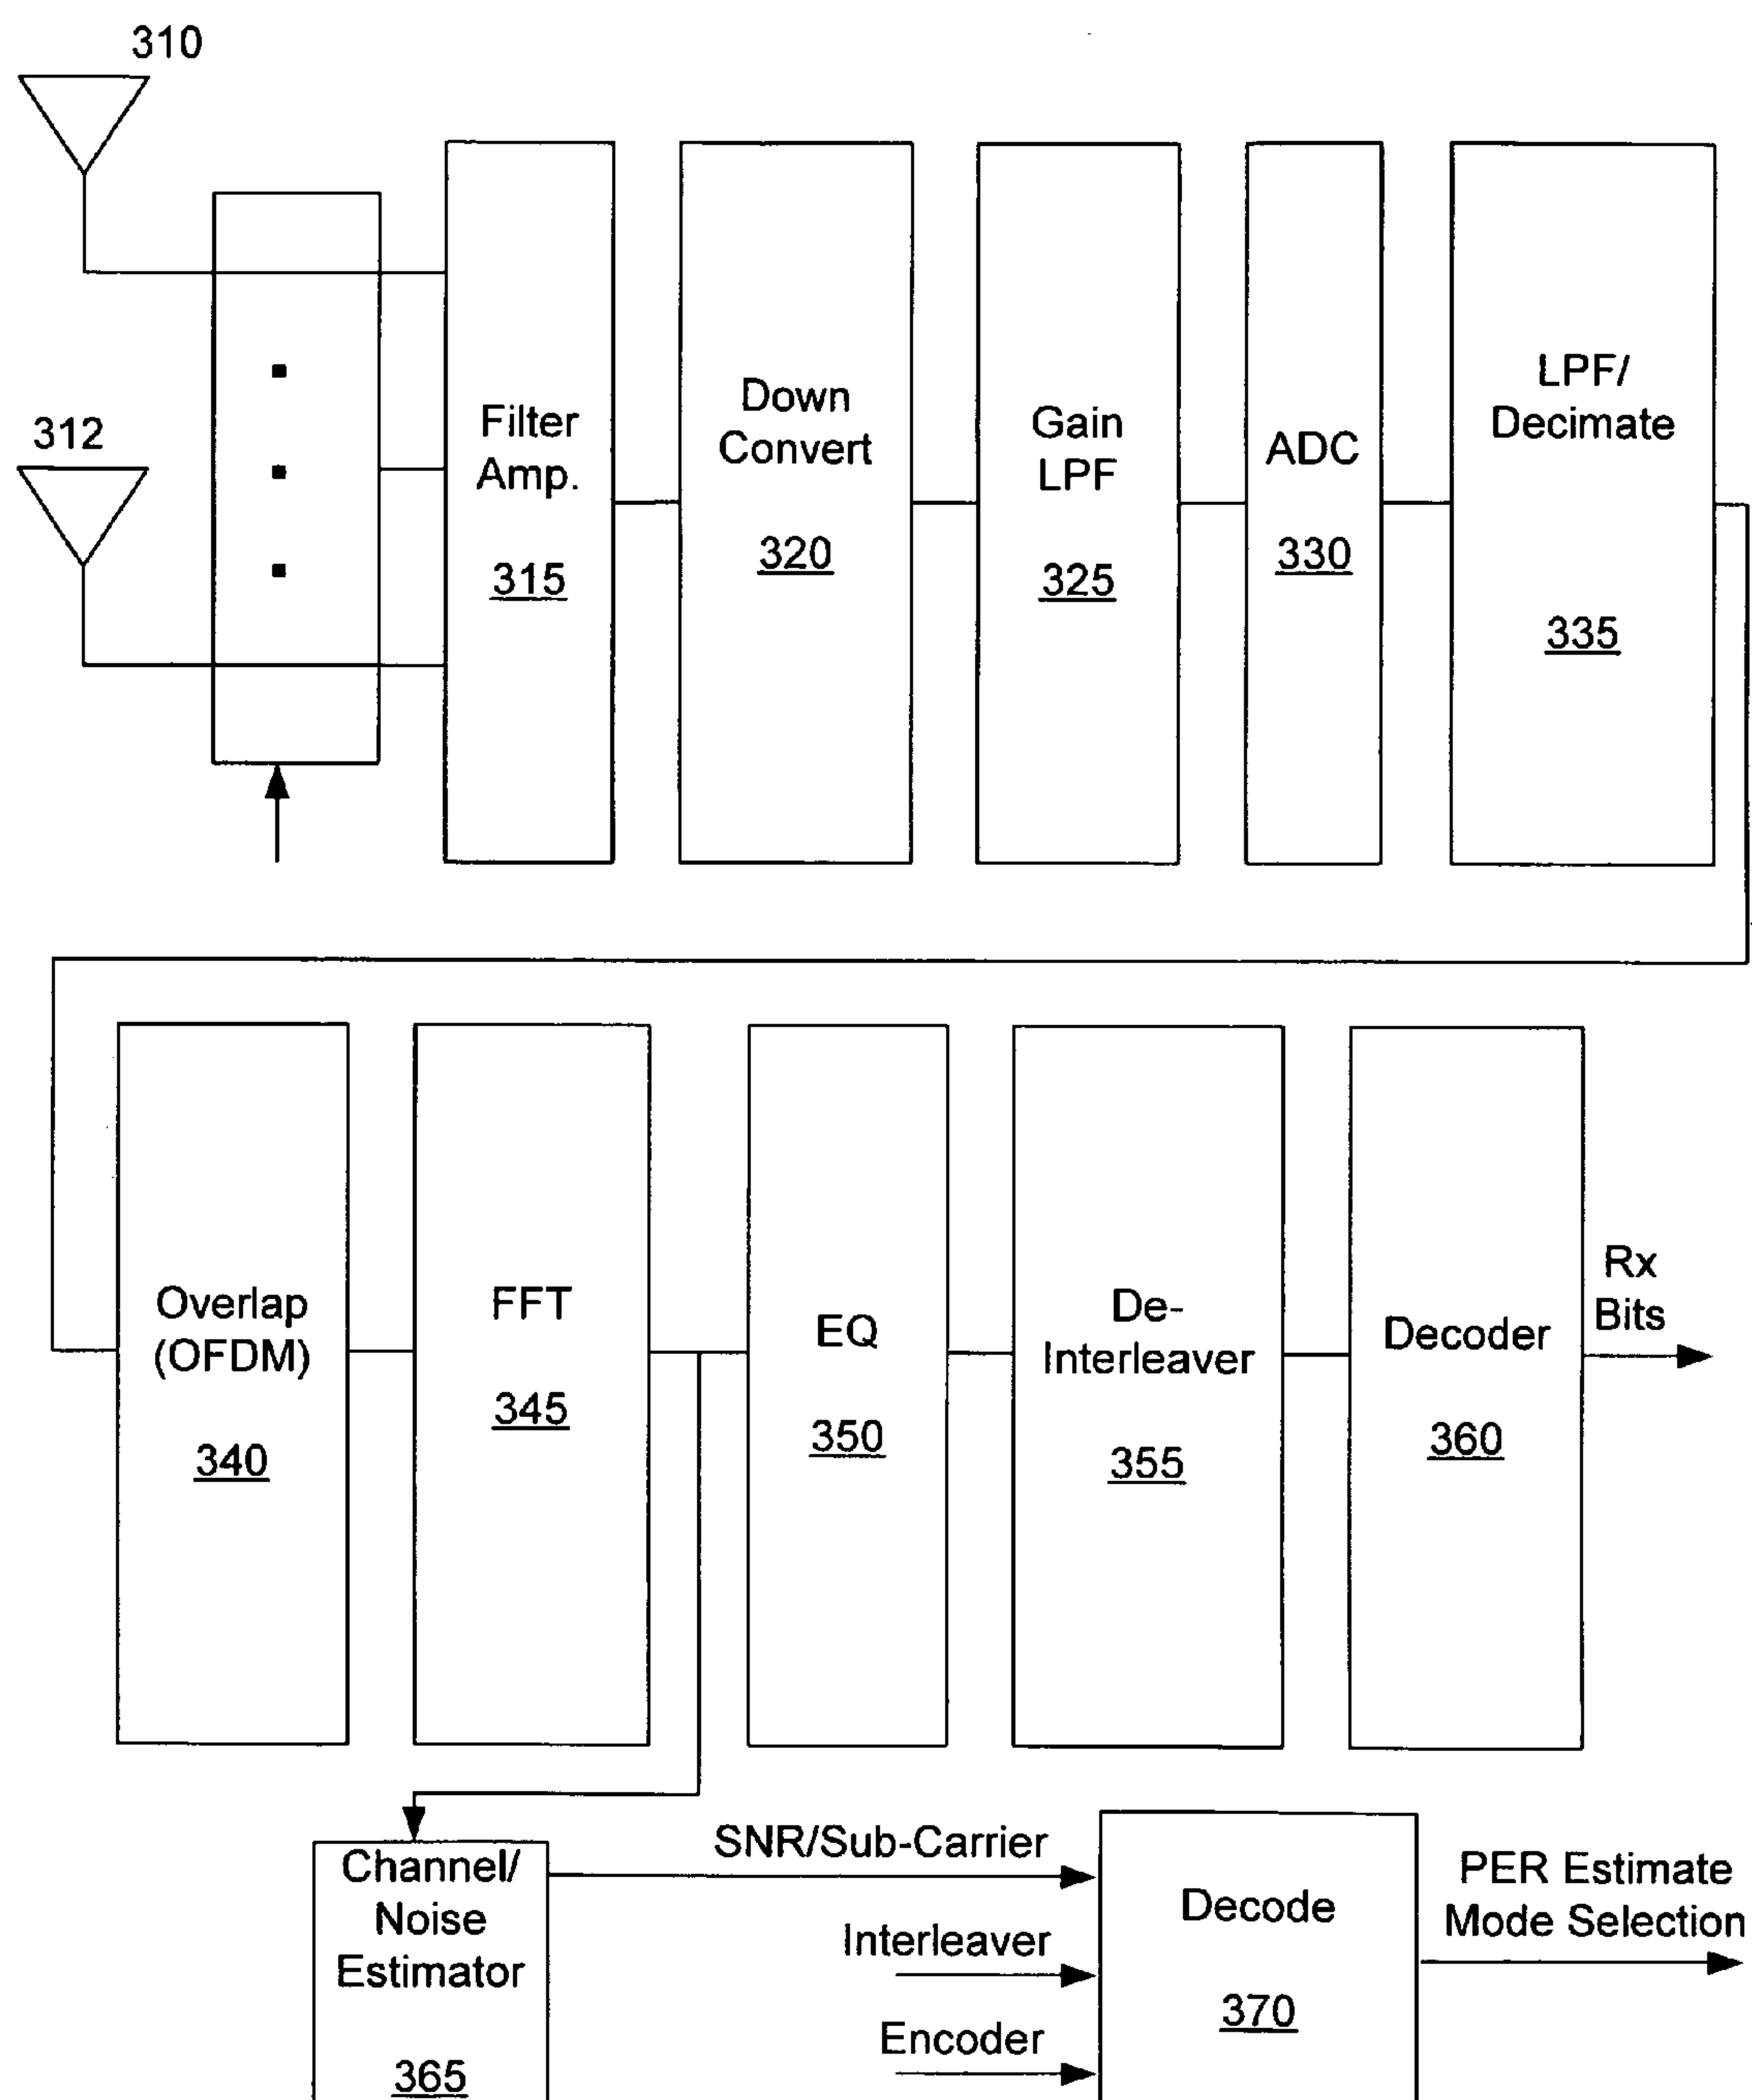 310
312
Filter
Amp.
315
Down
Convert
320
Gain
LPF
325
ADC
330
LPF/
Decimate
335
Overlap
(OFDM)
340
FFT
345
EQ
350
De-
Interleaver
355
Decoder
360
Rx
Bits
Channel/
Noise
Estimator
365
SNR/Sub-Carrier
Interleaver
Encoder
Decode
370
PER Estimate
Mode Selection